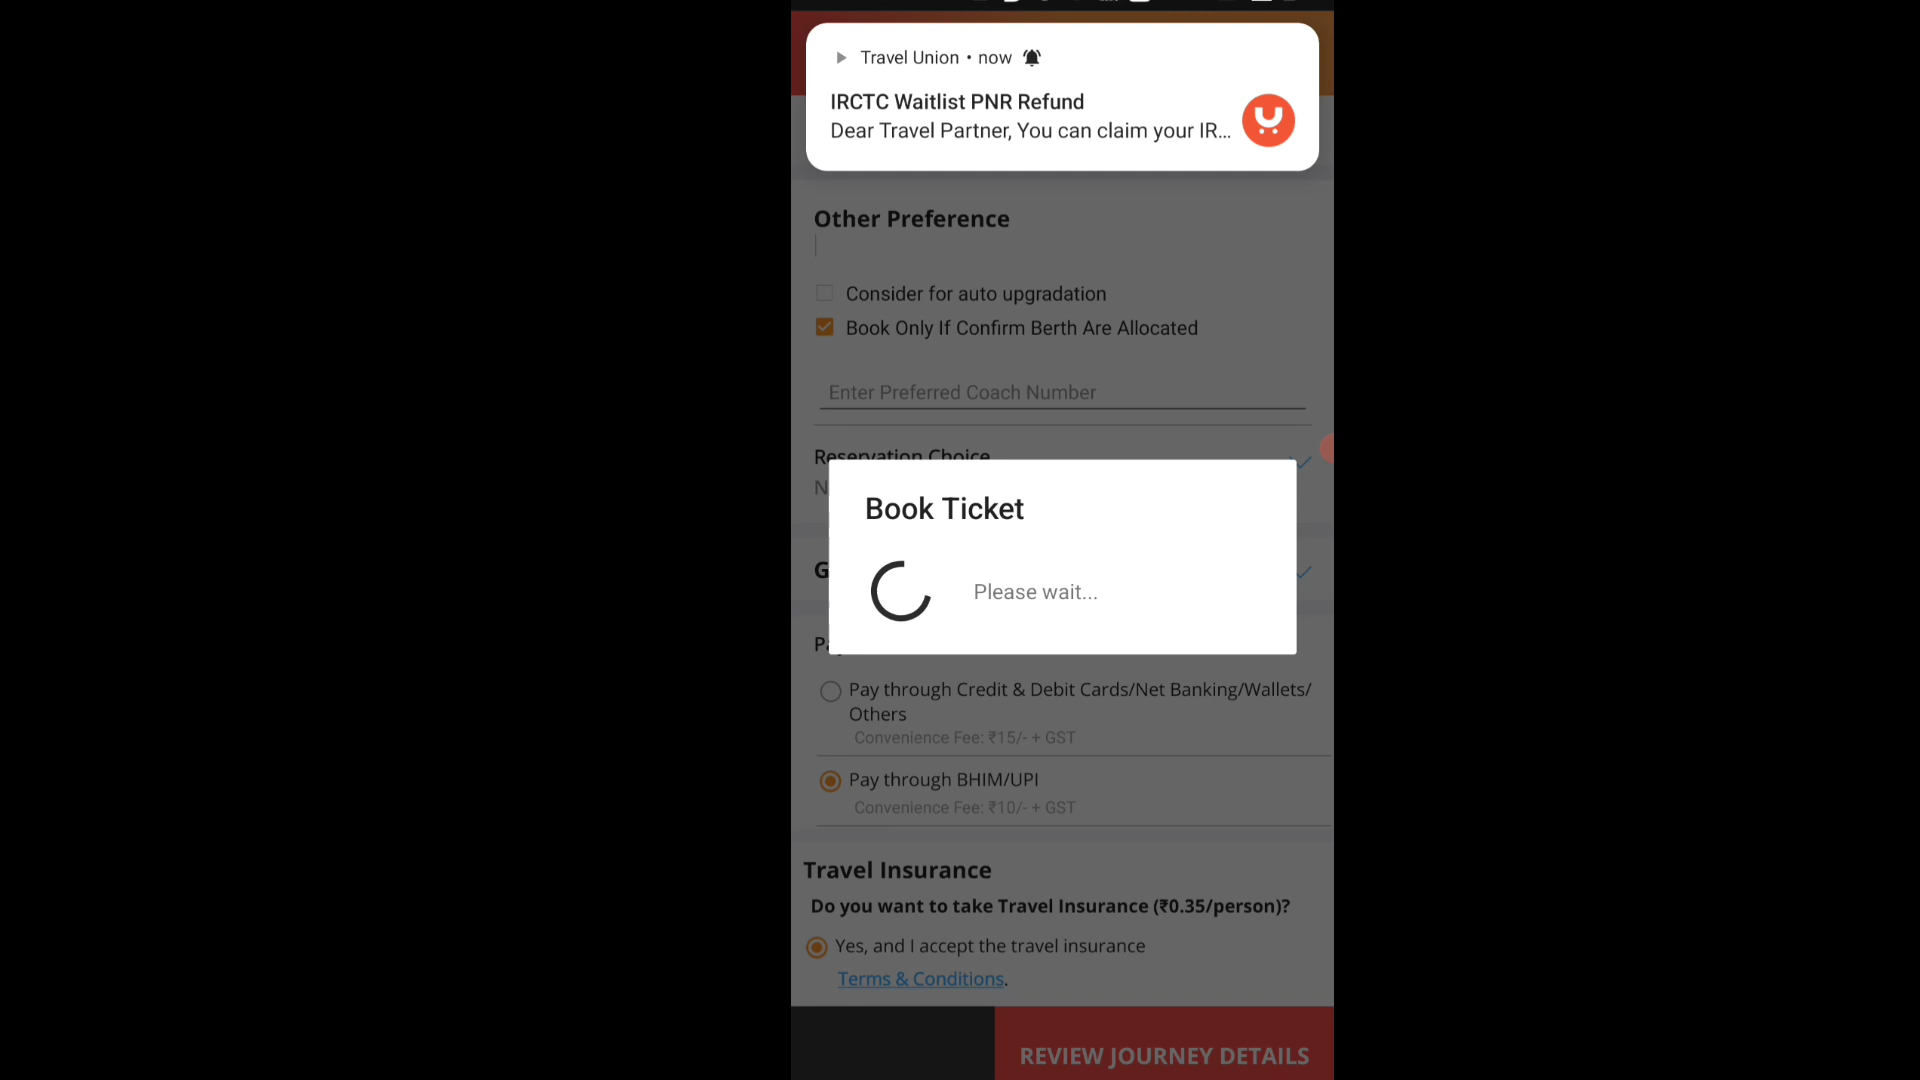 Travel Union • now
IRCTC Waitlist PNR Refund
Dear Travel Partner, You can claim your IR...
Other Preference
Consider for auto upgradation
Book Only If Confirm Berth Are Allocated
Enter Preferred Coach Number
Reservation Choice
N
Book Ticket
G
Please wait...
Pa
Pay through Credit & Debit Cards/Net Banking/Wallets/
Others
Convenience Fee: ₹15/- + GST
Pay through BHIM/UPI
Convenience Fee: ₹10/- + GST
Travel Insurance
Do you want to take Travel Insurance (₹0.35/person)?
Yes, and I accept the travel insurance
Terms & Conditions.
REVIEW JOURNEY DETAILS